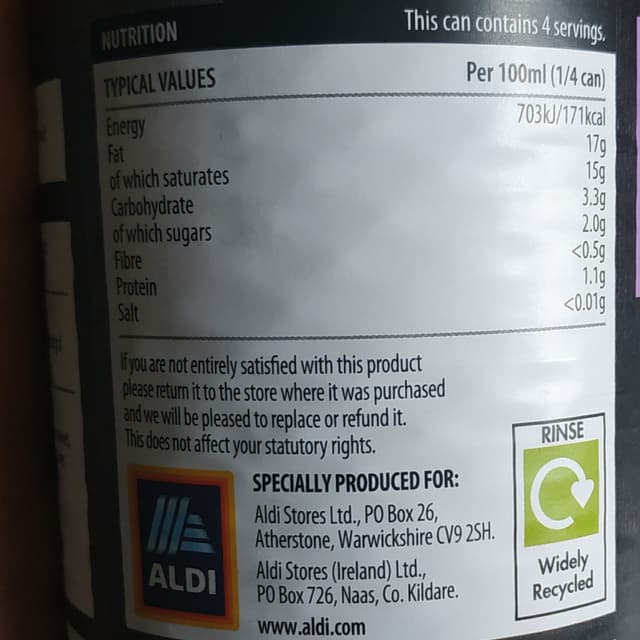 NUTRITION
This can contains 4 servings.
TYPICAL VALUES Per 100ml (1/4 can)
Energy 703kJ/171kcal
Fat 17g
of which saturates 15g
Carbohydrate 3.3g
of which sugars 2.0g
Fibre <0.5g
Protein 1.1g
Salt <0.01g
If you are not entirely satisfied with this product
please return it to the store where it was purchased
and we will be pleased to replace or refund it.
This does not affect your statutory rights.
SPECIALLY PRODUCED FOR:
Aldi Stores Ltd., PO Box 26,
Atherstone, Warwickshire CV9 2SH.
Aldi Stores (Ireland) Ltd.,
PO Box 726, Naas, Co. Kildare.
www.aldi.com
ALDI
RINSE
Widely
Recycled